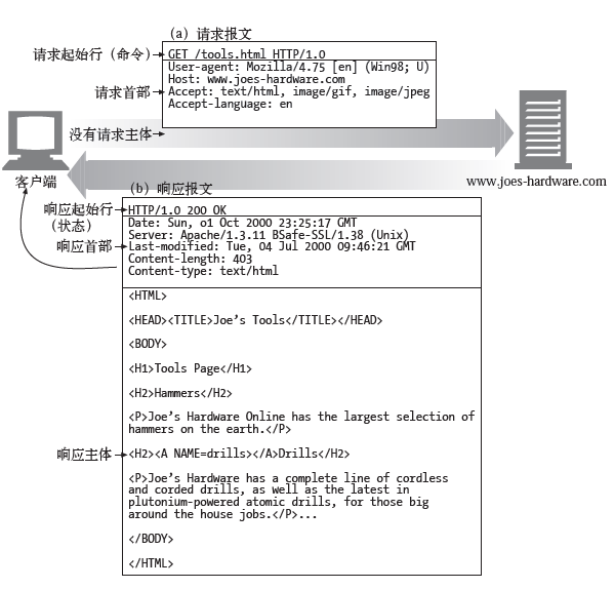 (a) 请求报文
请求起始行（命令）
GET /tools.html HTTP/1.0
User-agent: Mozilla/4.75 [en] (Win98; U)
Host: www.joes-hardware.com
请求首部
Accept: text/html, image/gif, image/jpeg
Accept-language: en
没有请求主体
客户端
www.joes-hardware.com
(b) 响应报文
响应起始行
（状态）
HTTP/1.0 200 OK
Date: Sun, o1 Oct 2000 23:25:17 GMT
Server: Apache/1.3.11 BSafe-SSL/1.38 (Unix)
响应首部
Last-modified: Tue, 04 Jul 2000 09:46:21 GMT
Content-length: 403
Content-type: text/html
<HTML>
<HEAD><TITLE>Joe's Tools</TITLE></HEAD>
<BODY>
<H1>Tools Page</H1>
<H2>Hammers</H2>
<P>Joe's Hardware Online has the largest selection of
hammers on the earth.</P>
响应主体
<H2><A NAME=drills></A>Drills</H2>
<P>Joe's Hardware has a complete line of cordless
and corded drills, as well as the latest in
plutonium-powered atomic drills, for those big
around the house jobs.</P>...
</BODY>
</HTML>